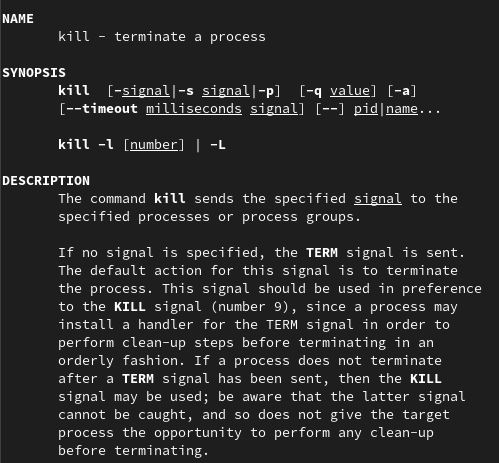 NAME
kill - terminate a process
SYNOPSIS
kill [-signal|-s signal|-p] [-q value] [-a]
[--timeout milliseconds signal] [--] pid|name...
kill -l [number] | -L
DESCRIPTION
The command kill sends the specified signal to the
specified processes or process groups.
If no signal is specified, the TERM signal is sent.
The default action for this signal is to terminate
the process. This signal should be used in preference
to the KILL signal (number 9), since a process may
install a handler for the TERM signal in order to
perform clean-up steps before terminating in an
orderly fashion. If a process does not terminate
after a TERM signal has been sent, then the KILL
signal may be used; be aware that the latter signal
cannot be caught, and so does not give the target
process the opportunity to perform any clean-up
before terminating.